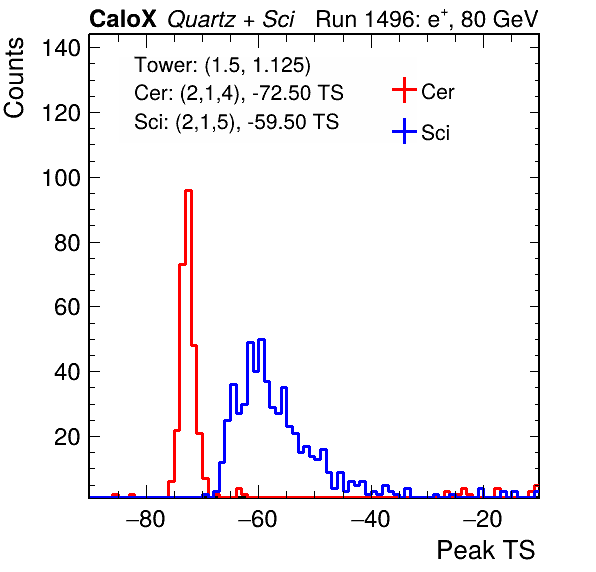 CaloX Quartz + Sci Run 1496: e⁺, 80 GeV
Counts
140
120
100
80
60
40
20
Tower: (1.5, 1.125)
Cer: (2,1,4), -72.50 TS
Sci: (2,1,5), -59.50 TS
Cer
Sci
−80 −60 −40 −20
Peak TS